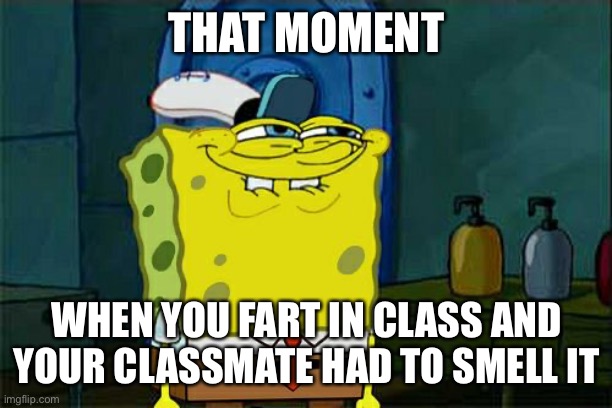 THAT MOMENT
WHEN YOU FART IN CLASS AND
YOUR CLASSMATE HAD TO SMELL IT
imgflip.com